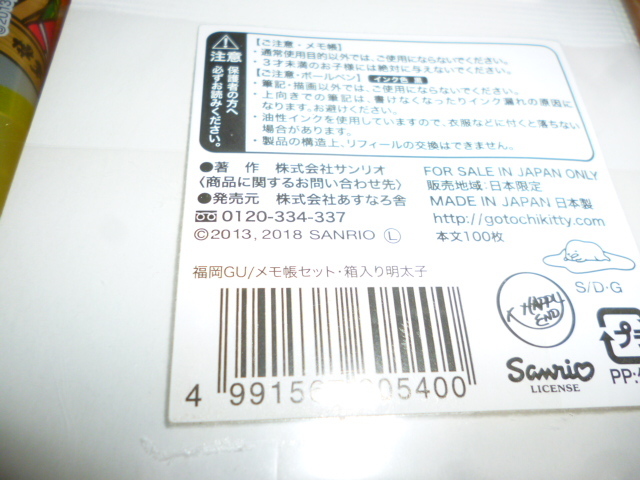 ©2013
注意
保護者の方へ
必ずお読みください。
【ご注意・メモ帳】
・通常使用目的以外では、ご使用にならないでください。
・3才未満のお子様には絶対に与えないでください。
【ご注意・ボールペン】 インク色 黒
・筆記・描画以外では、ご使用にならないでください。
・上向きでの筆記は、書けなくなったりインク漏れの原因に
なります。お避けください。
・油性インクを使用していますので、衣服などに付くと落ちない
場合があります。
・製品の構造上、リフィールの交換はできません。
●著 作 株式会社サンリオ
〈商品に関するお問い合わせ先〉
●発売元 株式会社あすなろ舎
0120-334-337
©2013, 2018 SANRIO Ⓛ
FOR SALE IN JAPAN ONLY
販売地域:日本限定
MADE IN JAPAN 日本製
http://gotochikitty.com
本文100枚
S/D・G
福岡GU/メモ帳セット・箱入り明太子
HAPPY
END
Sanrio
LICENSE
プラ
PP・
4 99156 05400